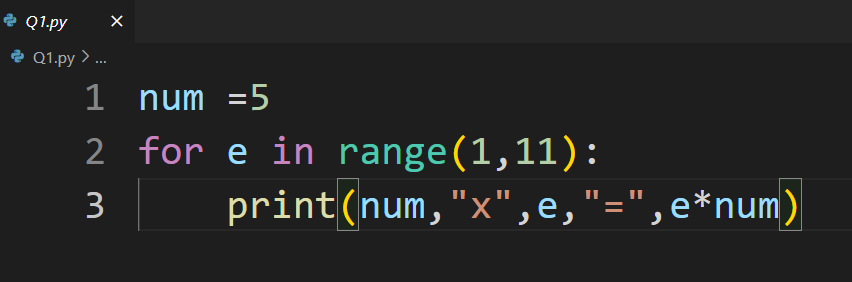 Q1.py ×
Q1.py > ...
1 num =5
2 for e in range(1,11):
3     print(num,"x",e,"=",e*num)